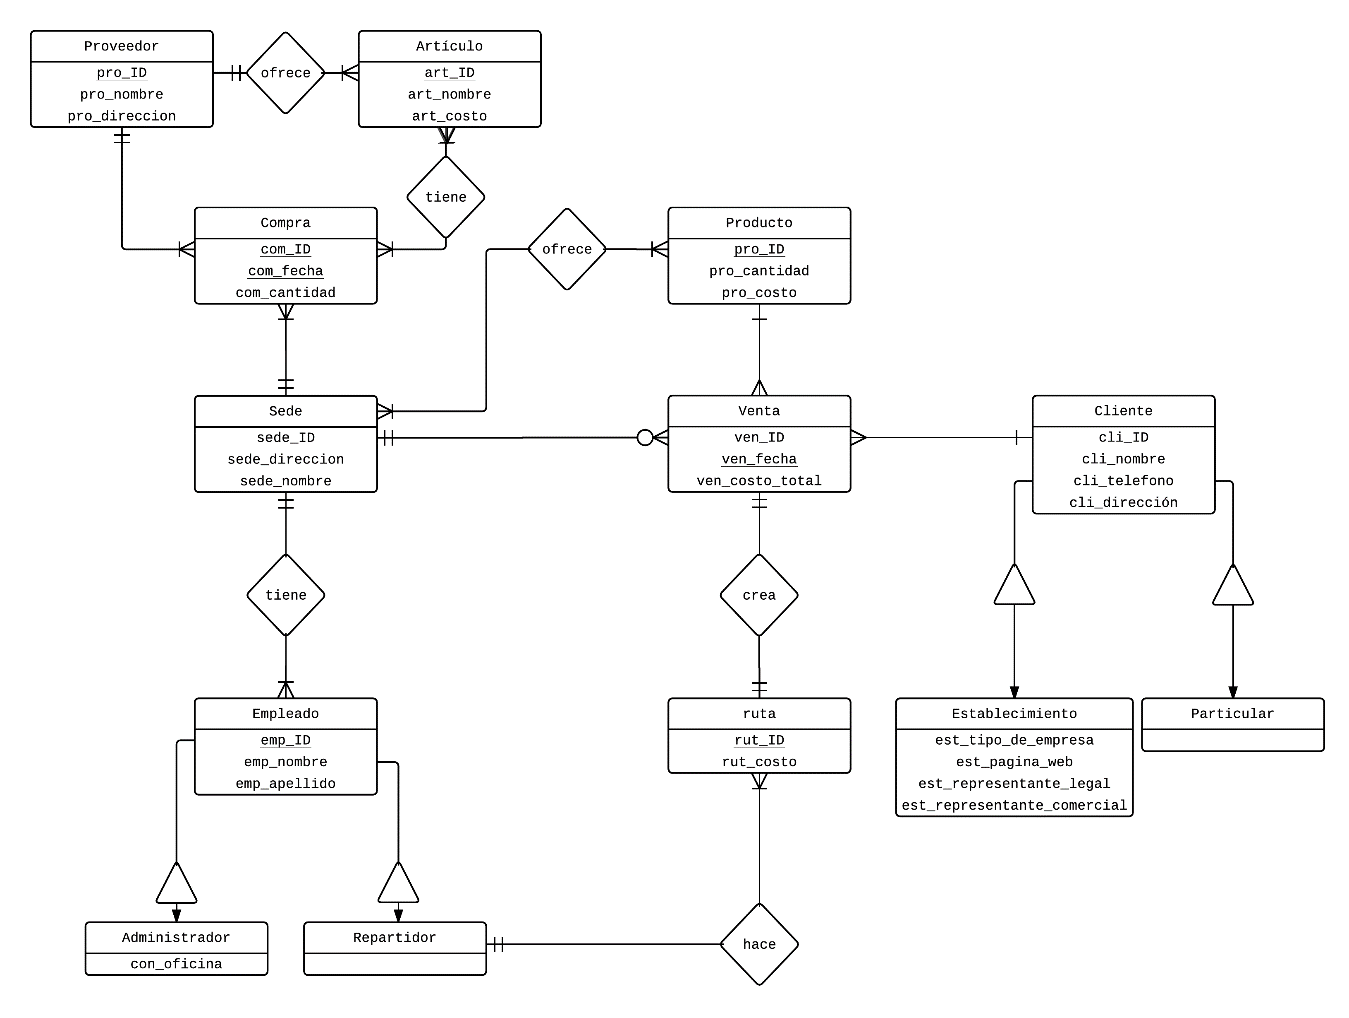 Proveedor
pro_ID
pro_nombre
pro_direccion
ofrece
Artículo
art_ID
art_nombre
art_costo
tiene
Compra
com_ID
com_fecha
com_cantidad
ofrece
Producto
pro_ID
pro_cantidad
pro_costo
Sede
sede_ID
sede_direccion
sede_nombre
Venta
ven_ID
ven_fecha
ven_costo_total
Cliente
cli_ID
cli_nombre
cli_telefono
cli_dirección
tiene
crea
Empleado
emp_ID
emp_nombre
emp_apellido
ruta
rut_ID
rut_costo
Establecimiento
est_tipo_de_empresa
est_pagina_web
est_representante_legal
est_representante_comercial
Particular
Administrador
con_oficina
Repartidor
hace